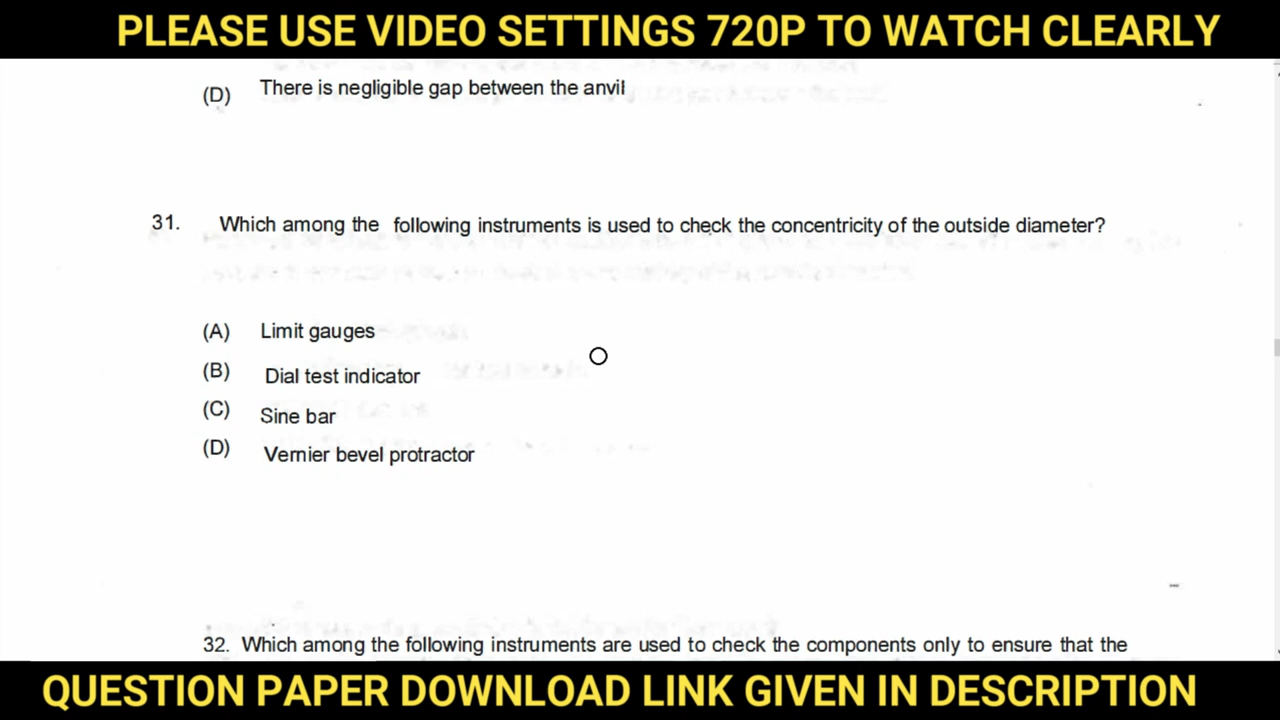 PLEASE USE VIDEO SETTINGS 720P TO WATCH CLEARLY
(D) There is negligible gap between the anvil
31. Which among the following instruments is used to check the concentricity of the outside diameter?
(A) Limit gauges
(B) Dial test indicator
(C) Sine bar
(D) Vernier bevel protractor
32. Which among the following instruments are used to check the components only to ensure that the
QUESTION PAPER DOWNLOAD LINK GIVEN IN DESCRIPTION